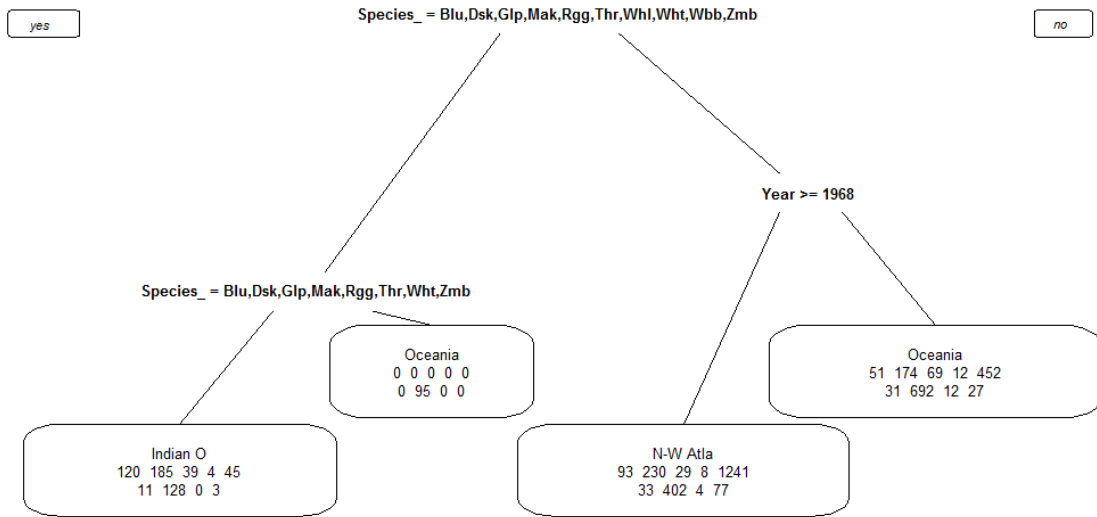 yes
Species_ = Blu,Dsk,Glp,Mak,Rgg,Thr,Whl,Wht,Wbb,Zmb
no
Year >= 1968
Species_ = Blu,Dsk,Glp,Mak,Rgg,Thr,Wht,Zmb
Oceania
0 0 0 0 0
0 95 0 0
Oceania
51 174 69 12 452
31 692 12 27
Indian O
120 185 39 4 45
11 128 0 3
N-W Atla
93 230 29 8 1241
33 402 4 77